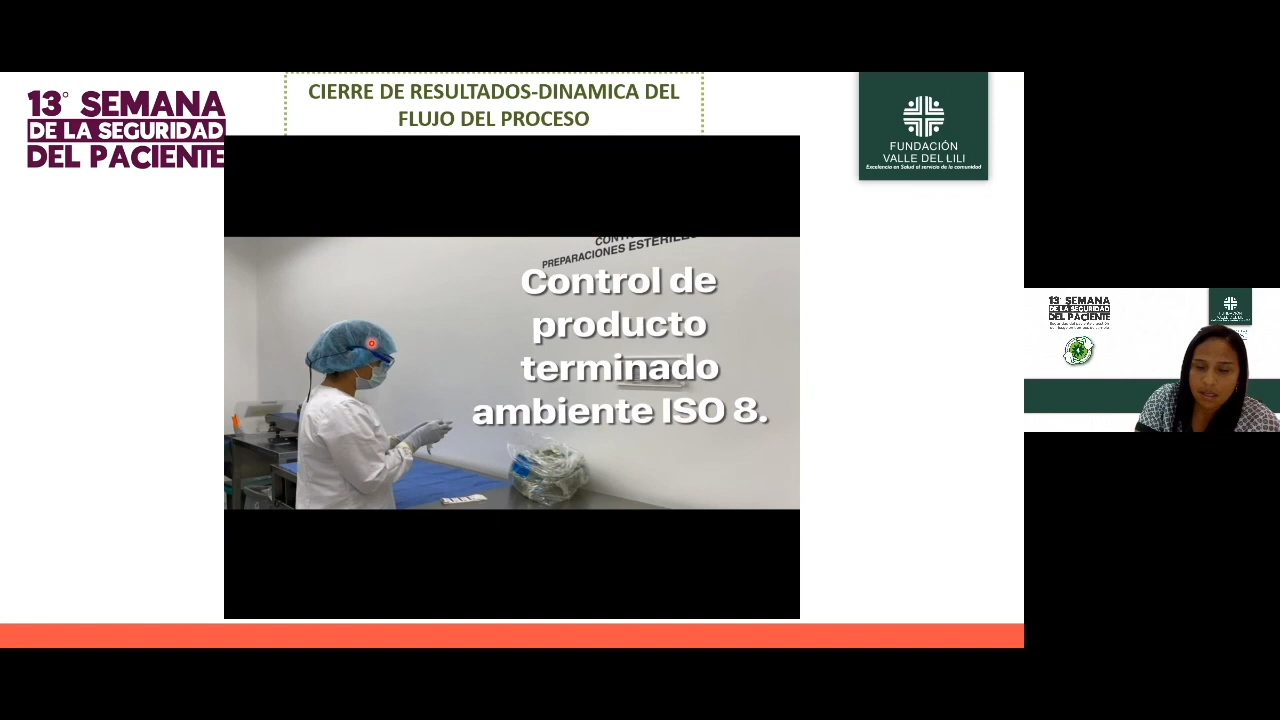 13° SEMANA
DE LA SEGURIDAD
DEL PACIENTE
CIERRE DE RESULTADOS-DINAMICA DEL
FLUJO DEL PROCESO
FUNDACIÓN
VALLE DEL LILI
Excelencia en Salud al servicio de la comunidad
PREPARACIONES ESTÉRILES
Control de
producto
terminado
ambiente ISO 8.
13° SEMANA
DE LA SEGURIDAD
DEL PACIENTE